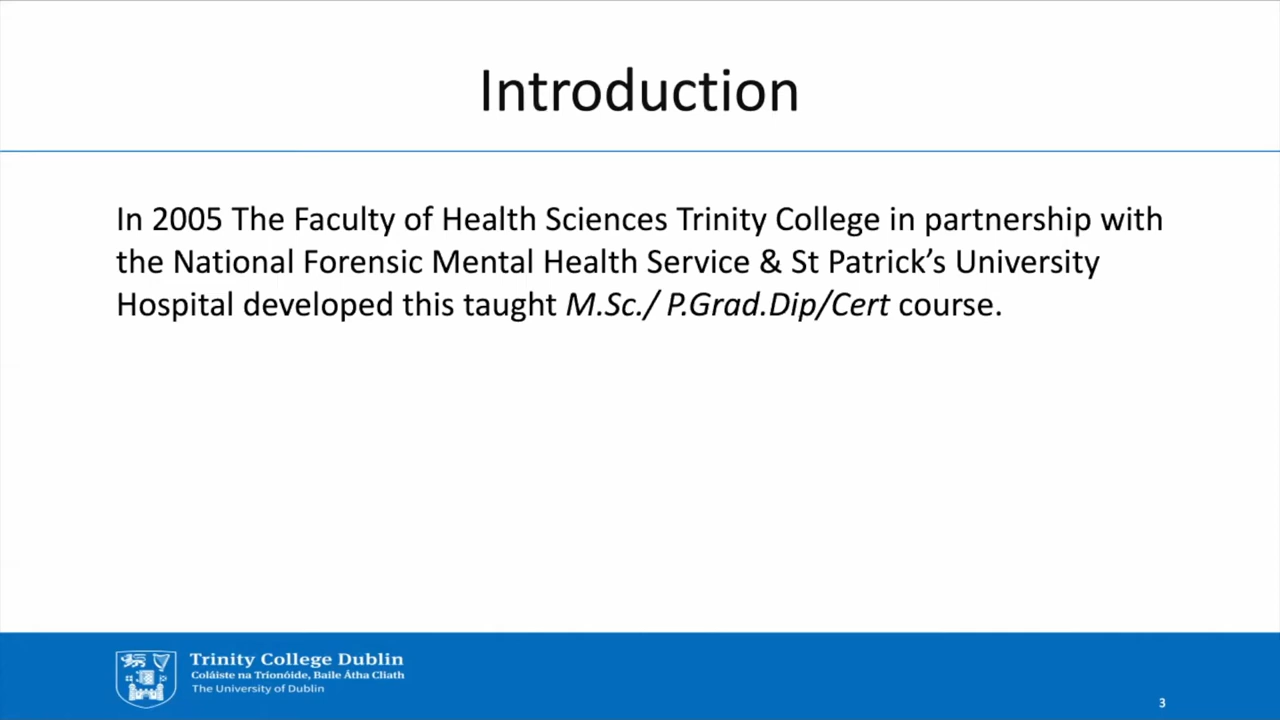 Introduction
In 2005 The Faculty of Health Sciences Trinity College in partnership with
the National Forensic Mental Health Service & St Patrick’s University
Hospital developed this taught M.Sc./ P.Grad.Dip/Cert course.
Trinity College Dublin
Coláiste na Tríonóide, Baile Átha Cliath
The University of Dublin
3